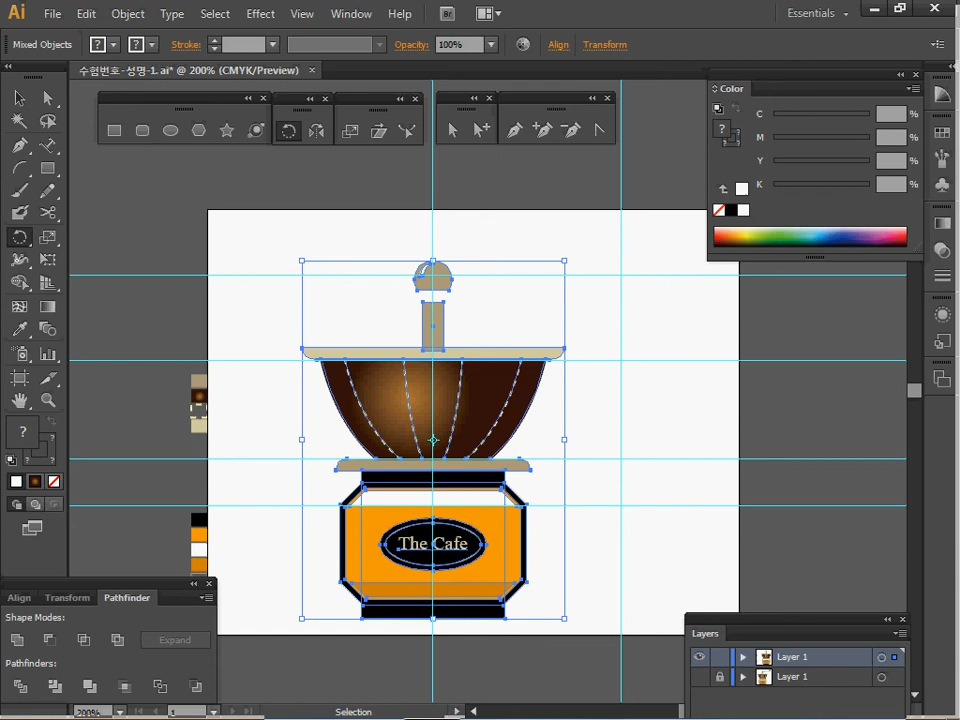 Ai File Edit Object Type Select Effect View Window Help Br Essentials
Mixed Objects ? ? Stroke: Opacity: 100% Align Transform
수험번호-성명-1. ai* @ 200% (CMYK/Preview)
Color
C %
? M %
Y %
K %
The Cafe
?
Align Transform Pathfinder
Shape Modes:
Expand
Pathfinders:
Layers
Layer 1
Layer 1
200% 1 Selection